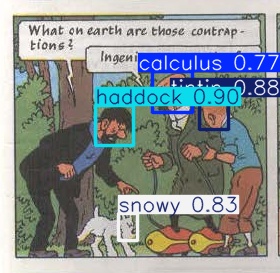 What on earth are those contrap-
tions?
Ingeni
calculus 0.77
tintin 0.88
haddock 0.90
snowy 0.83